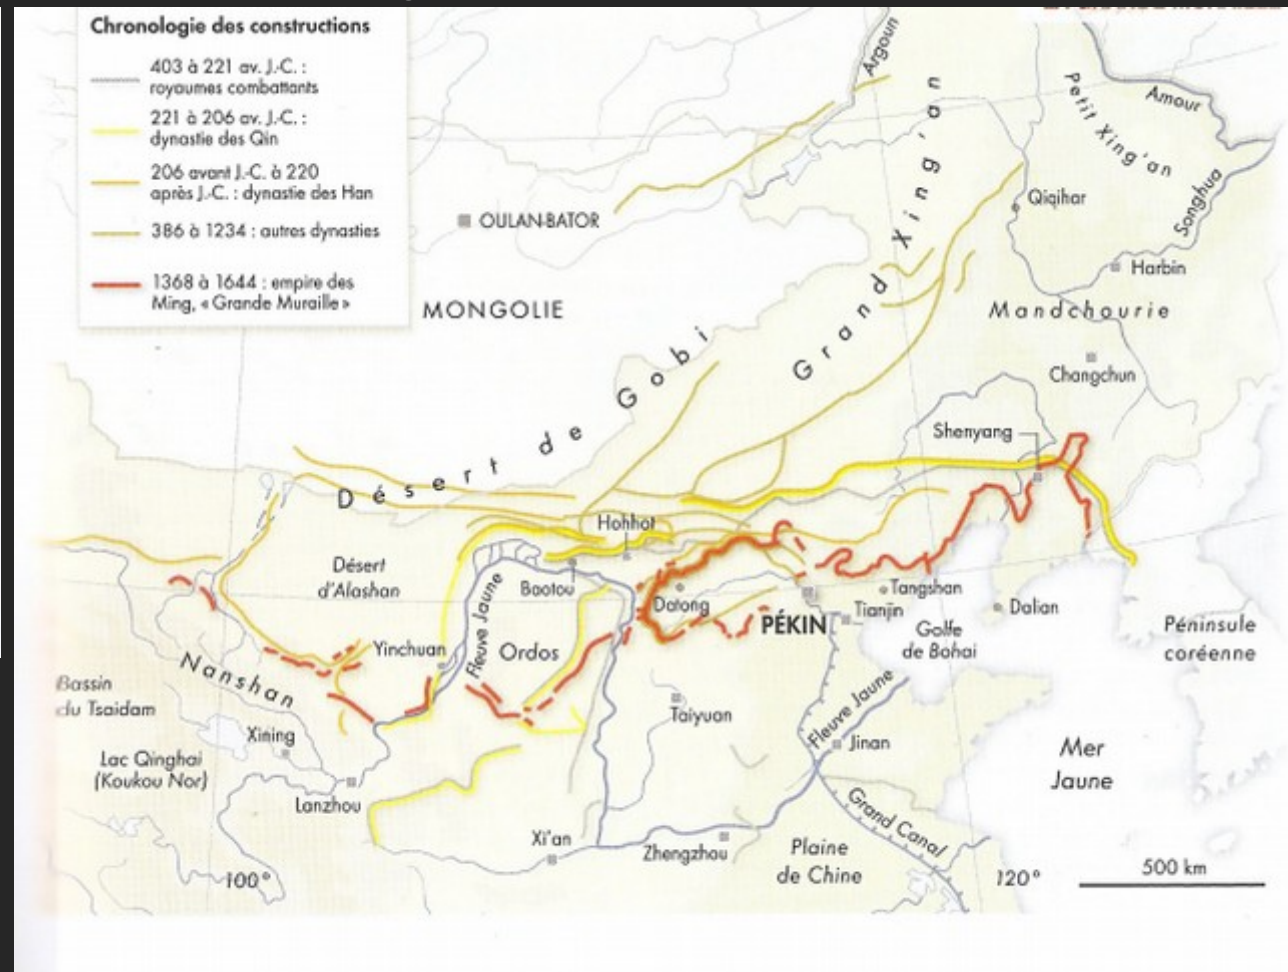 Chronologie des constructions
403 à 221 av. J.-C. :
royaumes combattants
221 à 206 av. J.-C. :
dynastie des Qin
206 avant J.-C. à 220
après J.-C. : dynastie des Han
386 à 1234 : autres dynasties
1368 à 1644 : empire des
Ming, « Grande Muraille »
Argoun
Amour
Petit Xing'an
Songhua
Qiqihar
OULAN-BATOR
Harbin
Grand Xing'an
MONGOLIE
Mandchourie
Changchun
Désert de Gobi
Shenyang
Hohhot
Désert
d'Alashan
Baotou
Datong
Tangshan
PÉKIN
Tianjin
Dalian
Golfe
de Bohai
Péninsule
coréenne
Yinchuan
Fleuve Jaune
Ordos
Nanshan
Bassin
du Tsaidam
Taiyuan
Fleuve Jaune
Xining
Jinan
Mer
Jaune
Lac Qinghai
(Koukou Nor)
Lanzhou
Grand Canal
Xi'an
Zhengzhou
Plaine
de Chine
100°
120°
500 km